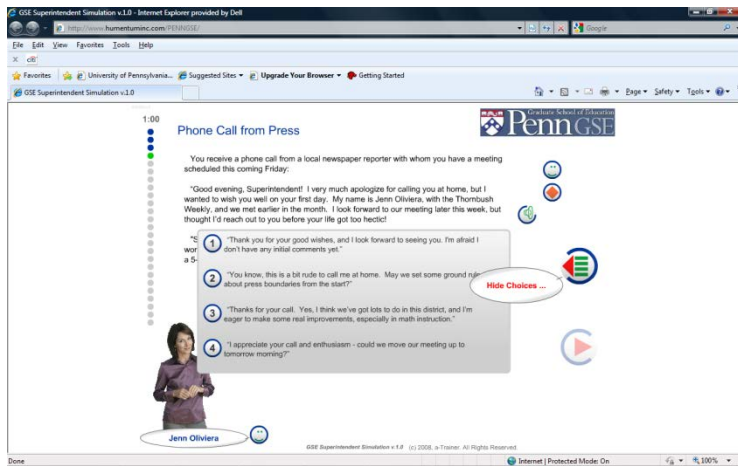 GSE Superintendent Simulation v.1.0 - Internet Explorer provided by Dell
http://www.humentuminc.com/PENNGSE/
Google
File Edit View Favorites Tools Help
x
Favorites University of Pennsylvania... Suggested Sites Upgrade Your Browser Getting Started
GSE Superintendent Simulation v.1.0
Page Safety Tools
1:00
Graduate School of Education
Penn GSE
Phone Call from Press
You receive a phone call from a local newspaper reporter with whom you have a meeting
scheduled this coming Friday:
"Good evening, Superintendent! I very much apologize for calling you at home, but I
wanted to wish you well on your first day. My name is Jenn Oliviera, with the Thornbush
Weekly, and we met earlier in the month. I look forward to our meeting later this week, but
thought I'd reach out to you before your life got too hectic!
"S
wor
a 5-
1 "Thank you for your good wishes, and I look forward to seeing you. I'm afraid I
don't have any initial comments yet."
2 "You know, this is a bit rude to call me at home. May we set some ground rule
about press boundaries from the start?"
Hide Choices ...
3 "Thanks for your call. Yes, I think we've got lots to do in this district, and I'm
eager to make some real improvements, especially in math instruction."
4 "I appreciate your call and enthusiasm - could we move our meeting up to
tomorrow morning?"
Jenn Oliviera
GSE Superintendent Simulation v.1.0 (c) 2008, a-Trainer. All Rights Reserved.
Done
Internet | Protected Mode: On
100%